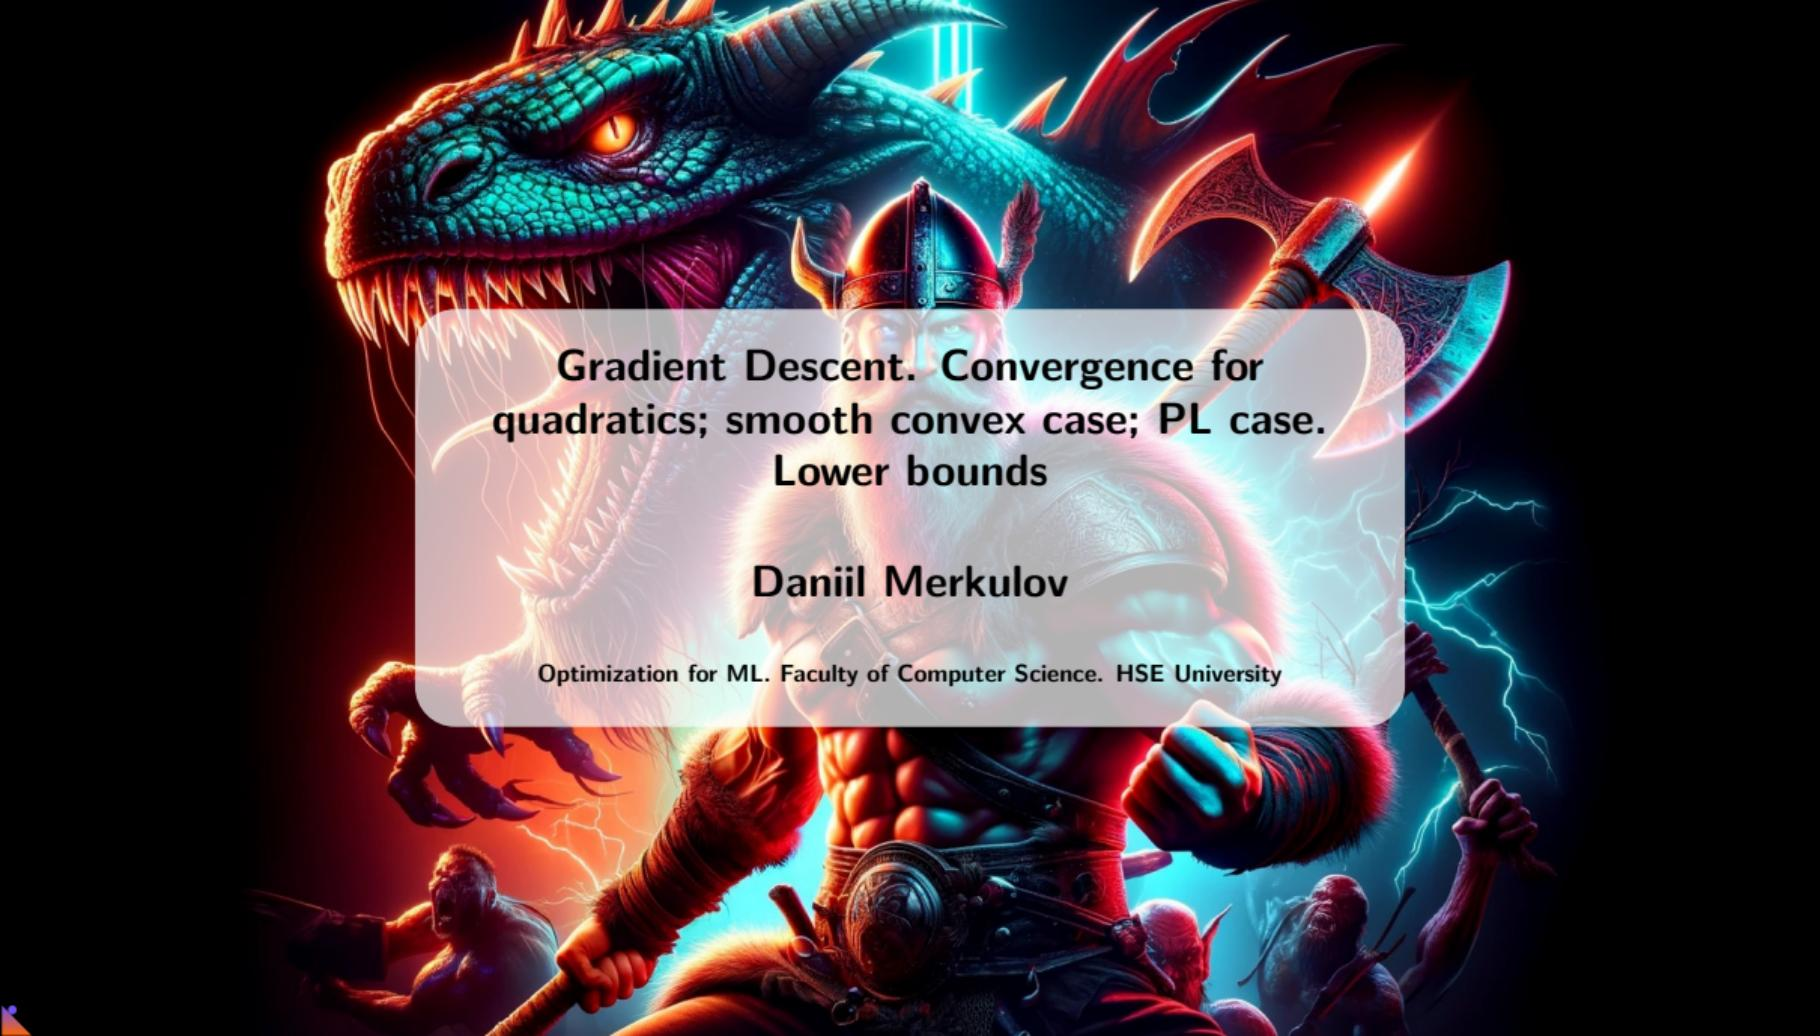 Gradient Descent. Convergence for
quadratics; smooth convex case; PL case.
Lower bounds
Daniil Merkulov
Optimization for ML. Faculty of Computer Science. HSE University